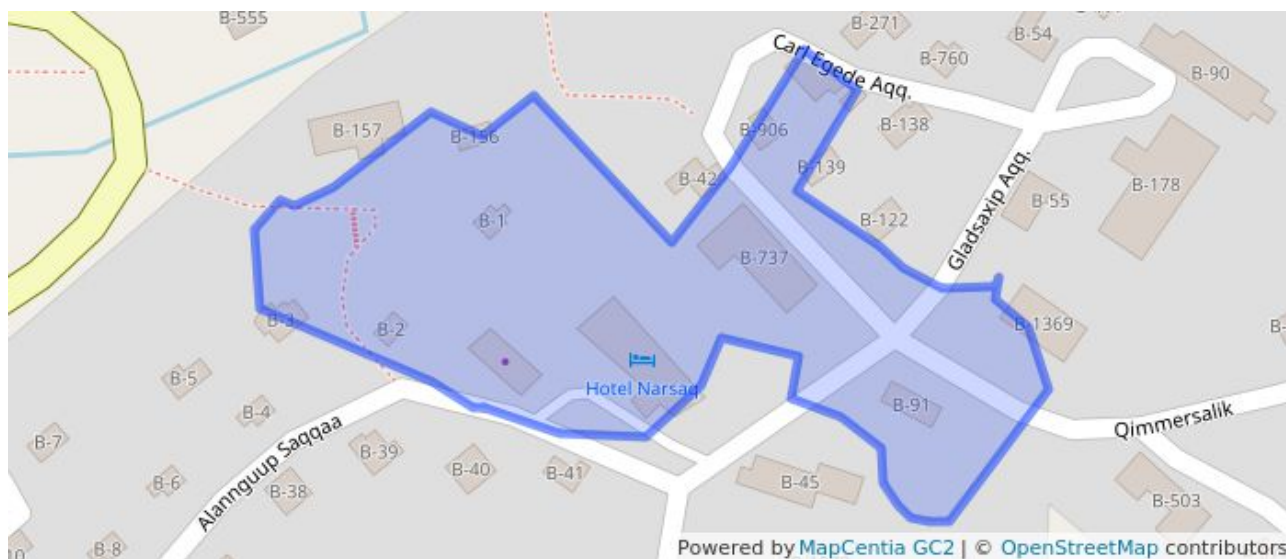 B-555
B-271
B-54
Carl Egede Aqq.
B-760
B-90
B-157
B-156
B-906
B-138
B-139
B-42
B-178
B-55
B-1
B-122
Gladsaxip Aqq.
B-737
B-3
B-2
B-1369
Hotel Narsaq
B-5
B-4
B-91
Qimmersalik
B-7
Alannguup Saqqaa
B-39
B-40
B-41
B-6
B-38
B-45
B-503
B-8
Powered by MapCentia GC2 | © OpenStreetMap contributors